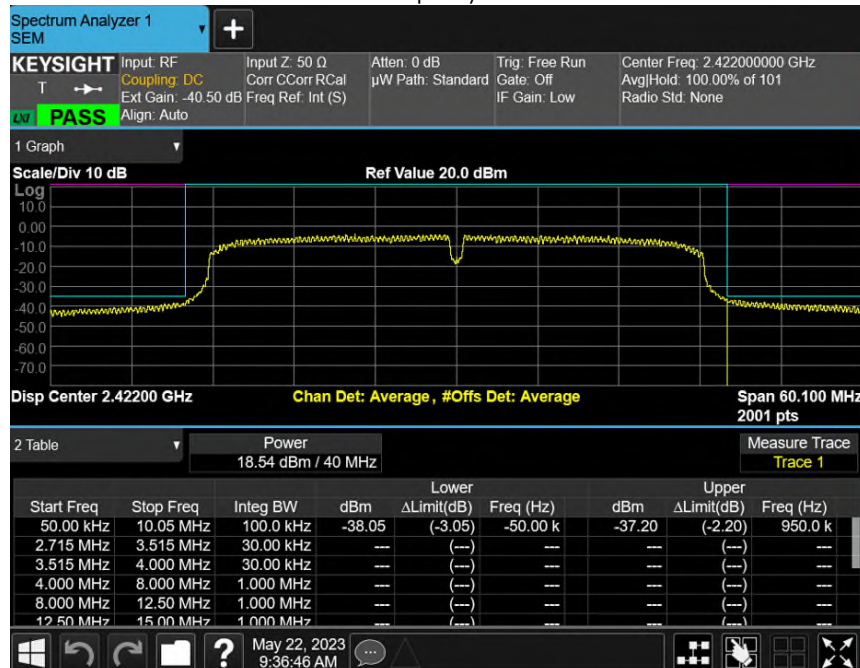 Spectrum Analyzer 1
SEM
+
KEYSIGHT Input: RF Input Z: 50 Ω Atten: 0 dB Trig: Free Run Center Freq: 2.422000000 GHz
T Coupling: DC Corr CCorr RCal µW Path: Standard Gate: Off Avg|Hold: 100.00% of 101
Ext Gain: -40.50 dB Freq Ref: Int (S) IF Gain: Low Radio Std: None
LXI PASS Align: Auto
1 Graph
Scale/Div 10 dB Ref Value 20.0 dBm
Log
10.0
0.00
-10.0
-20.0
-30.0
-40.0
-50.0
-60.0
-70.0
Disp Center 2.42200 GHz Chan Det: Average, #Offs Det: Average Span 60.100 MHz
2001 pts
2 Table Power Measure Trace
18.54 dBm / 40 MHz Trace 1
Lower Upper
Start Freq Stop Freq Integ BW dBm ΔLimit(dB) Freq (Hz) dBm ΔLimit(dB) Freq (Hz)
50.00 kHz 10.05 MHz 100.0 kHz -38.05 (-3.05) -50.00 k -37.20 (-2.20) 950.0 k
2.715 MHz 3.515 MHz 30.00 kHz --- (---) --- --- (---) ---
3.515 MHz 4.000 MHz 30.00 kHz --- (---) --- --- (---) ---
4.000 MHz 8.000 MHz 1.000 MHz --- (---) --- --- (---) ---
8.000 MHz 12.50 MHz 1.000 MHz --- (---) --- --- (---) ---
12.50 MHz 15.00 MHz 1.000 MHz --- (---) --- --- (---) ---
? May 22, 2023
9:36:46 AM